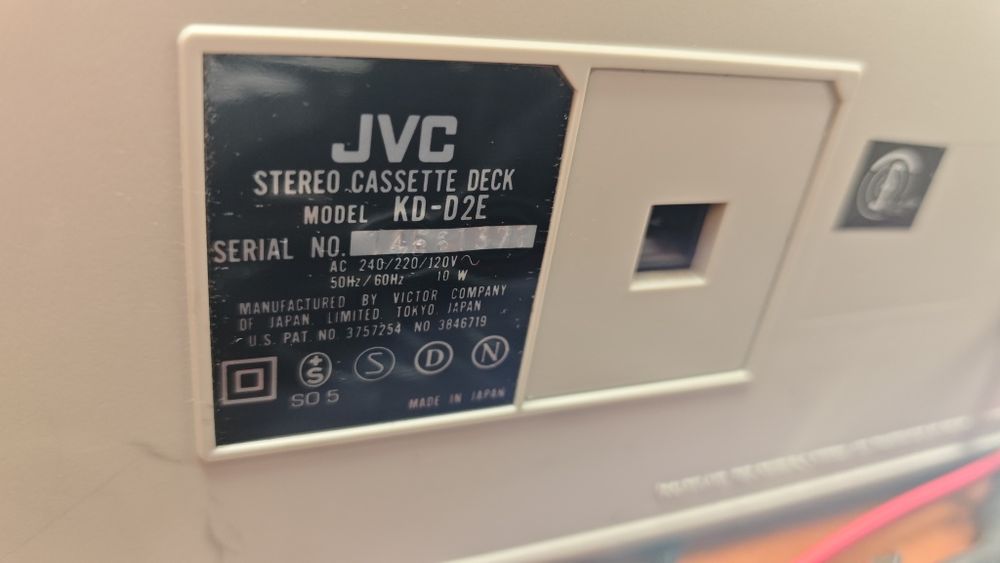 JVC
STEREO CASSETTE DECK
MODEL KD-D2E
SERIAL NO.
AC 240/220/120V ~
50Hz/60Hz 10 W
MANUFACTURED BY VICTOR COMPANY
OF JAPAN. LIMITED TOKYO. JAPAN
U.S. PAT. NO. 3757254 NO 3846719
+S S D N
SO 5
MADE IN JAPAN